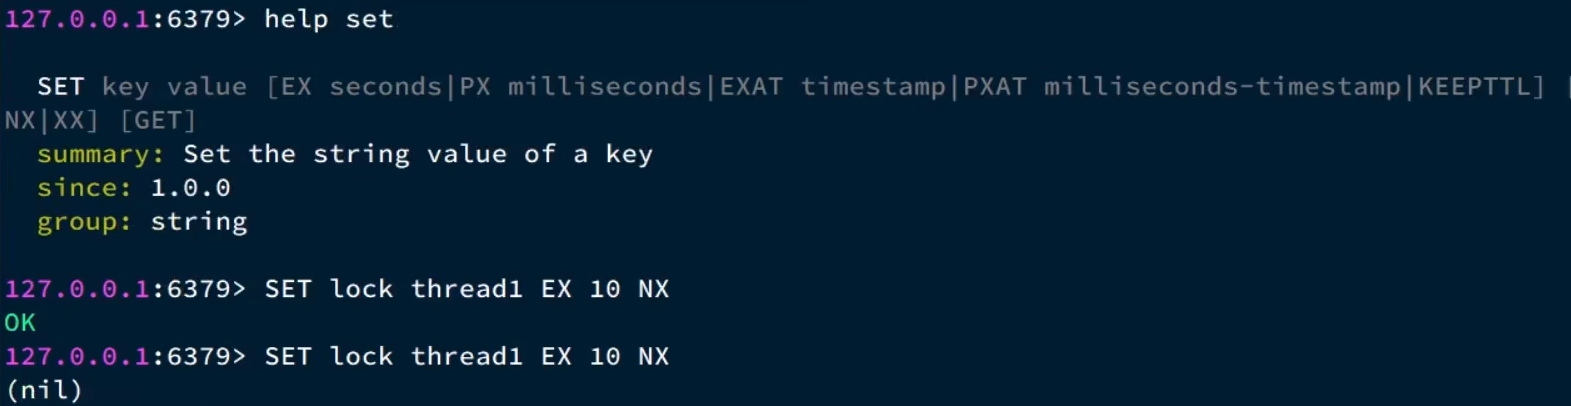 127.0.0.1:6379> help set
SET key value [EX seconds|PX milliseconds|EXAT timestamp|PXAT milliseconds-timestamp|KEEPTTL] [
NX|XX] [GET]
summary: Set the string value of a key
since: 1.0.0
group: string
127.0.0.1:6379> SET lock thread1 EX 10 NX
OK
127.0.0.1:6379> SET lock thread1 EX 10 NX
(nil)